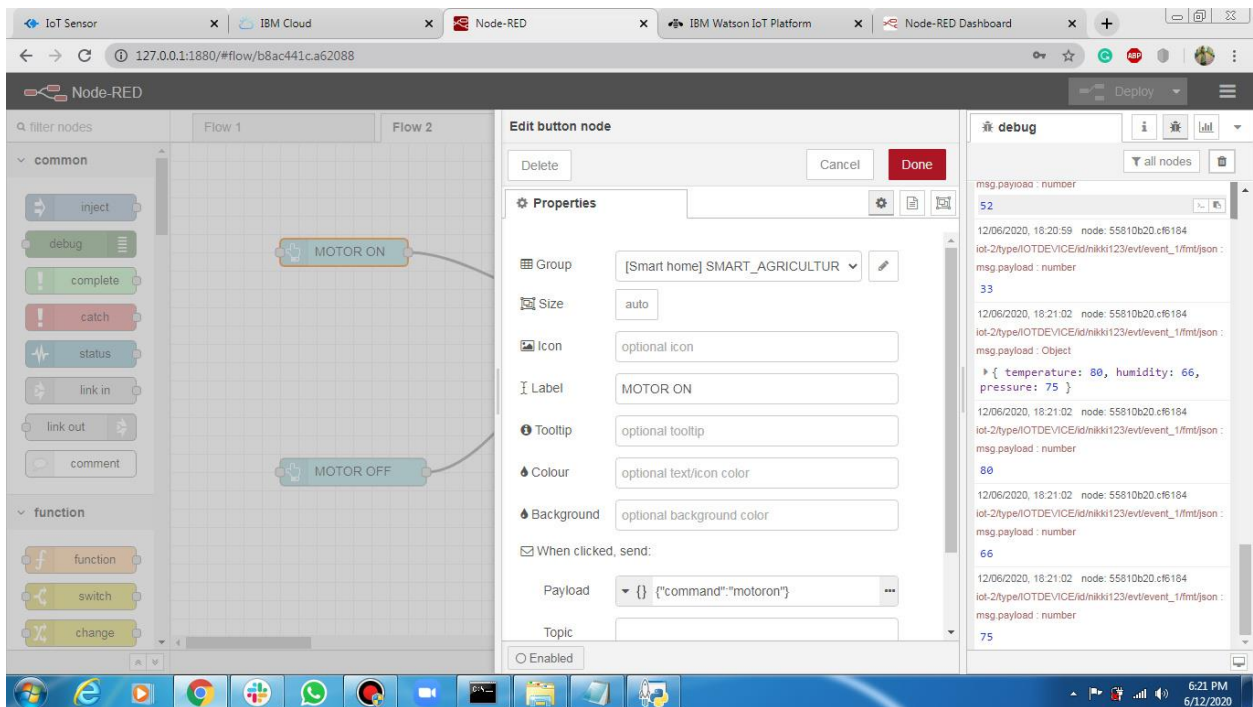 IoT Sensor
IBM Cloud
Node-RED
IBM Watson IoT Platform
Node-RED Dashboard
127.0.0.1:1880/#flow/b8ac441c.a62088
ABP
Node-RED
Deploy
filter nodes
Flow 1
Flow 2
common
inject
debug
complete
catch
status
link in
link out
comment
function
function
switch
change
MOTOR ON
MOTOR OFF
Edit button node
Delete
Cancel
Done
Properties
Group
[Smart home] SMART_AGRICULTUR
Size
auto
Icon
optional icon
Label
MOTOR ON
Tooltip
optional tooltip
Colour
optional text/icon color
Background
optional background color
When clicked, send:
Payload
{} {"command":"motoron"}
Topic
Enabled
debug
i
all nodes
msg.payload : number
52
12/06/2020, 18:20:59 node: 55810b20.cf6184
iot-2/type/IOTDEVICE/id/nikki123/evt/event_1/fmt/json :
msg.payload : number
33
12/06/2020, 18:21:02 node: 55810b20.cf6184
iot-2/type/IOTDEVICE/id/nikki123/evt/event_1/fmt/json :
msg.payload : Object
{ temperature: 80, humidity: 66,
pressure: 75 }
12/06/2020, 18:21:02 node: 55810b20.cf6184
iot-2/type/IOTDEVICE/id/nikki123/evt/event_1/fmt/json :
msg.payload : number
80
12/06/2020, 18:21:02 node: 55810b20.cf6184
iot-2/type/IOTDEVICE/id/nikki123/evt/event_1/fmt/json :
msg.payload : number
66
12/06/2020, 18:21:02 node: 55810b20.cf6184
iot-2/type/IOTDEVICE/id/nikki123/evt/event_1/fmt/json :
msg.payload : number
75
6:21 PM
6/12/2020